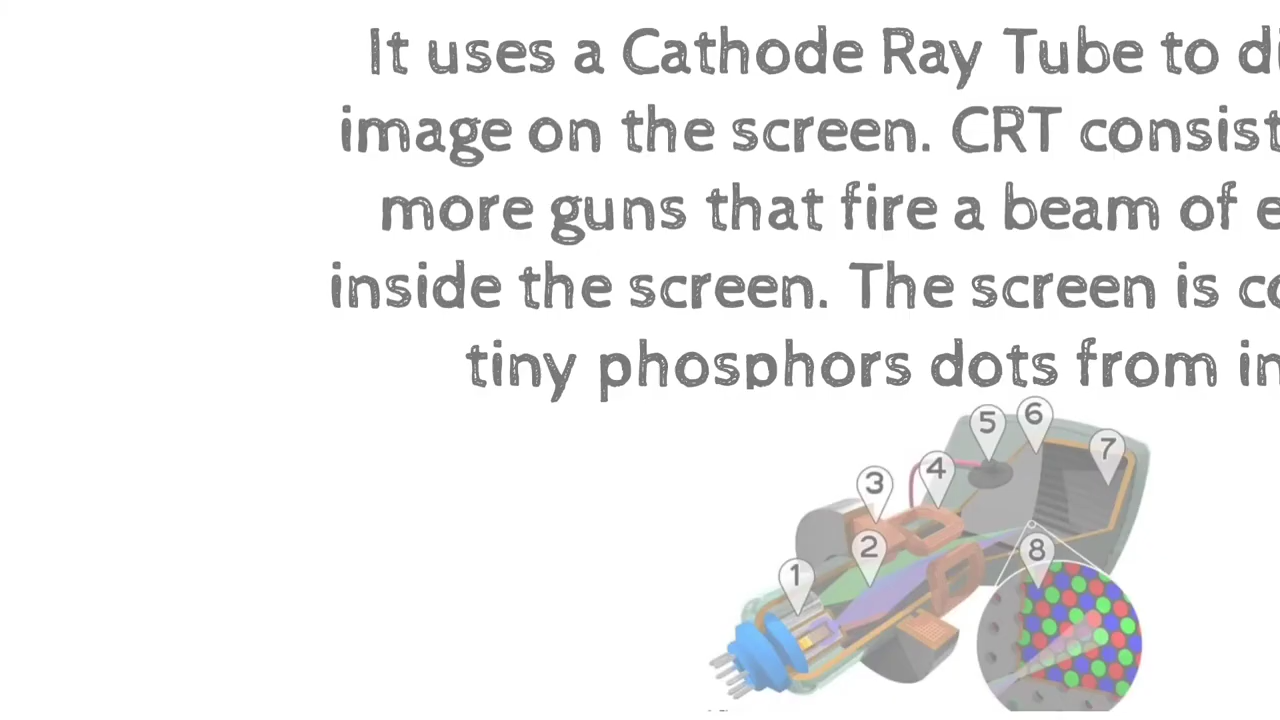 It uses a Cathode Ray Tube to di
image on the screen. CRT consist
more guns that fire a beam of e
inside the screen. The screen is co
tiny phosphors dots from in
5
6
7
4
3
2
8
1